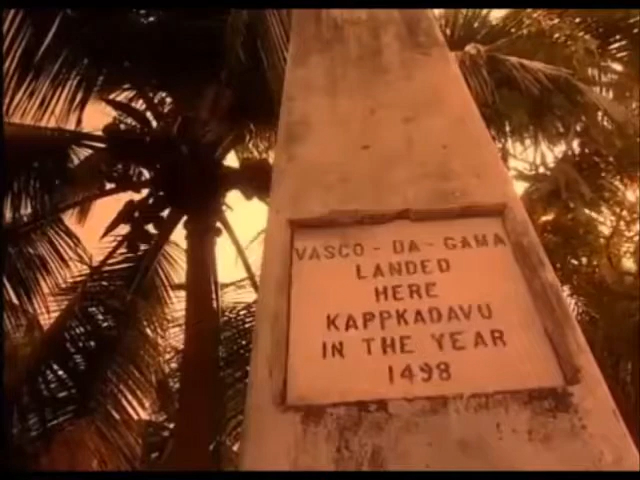 VASCO - DA - GAMA
LANDED
HERE
KAPPKADAVU
IN THE YEAR
1498